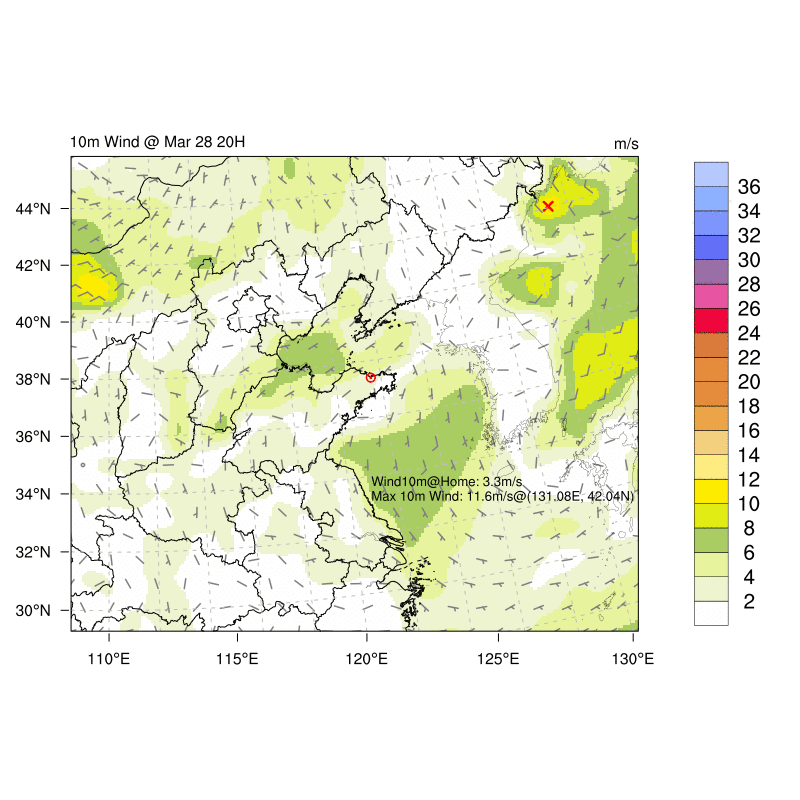 10m Wind @ Mar 28 20H
m/s
44°N
42°N
40°N
38°N
36°N
34°N
32°N
30°N
110°E
115°E
120°E
125°E
130°E
Wind10m@Home: 3.3m/s
Max 10m Wind: 11.6m/s@(131.08E, 42.04N)
36
34
32
30
28
26
24
22
20
18
16
14
12
10
8
6
4
2